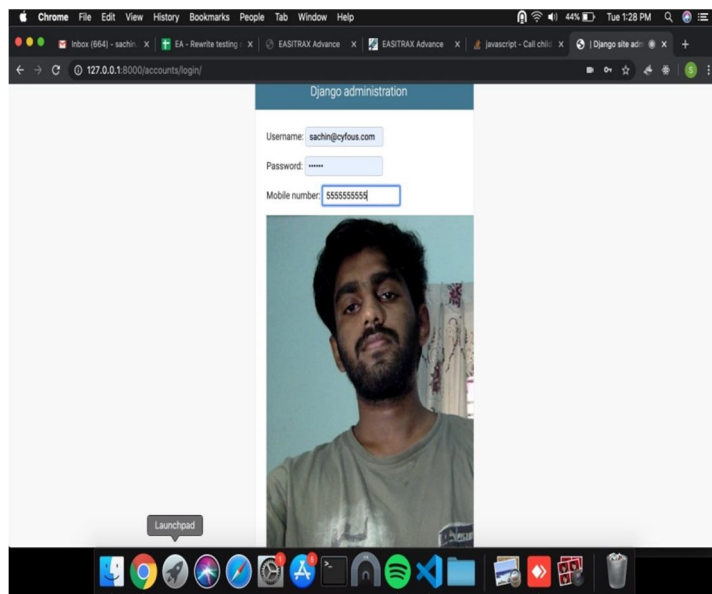 Chrome File Edit View History Bookmarks People Tab Window Help 44% Tue 1:28 PM
Inbox (664) - sachin. EA - Rewrite testing EASITRAX Advance EASITRAX Advance javascript - Call child | Django site adm
127.0.0.1:8000/accounts/login/ S
Django administration
Username: sachin@cyfous.com
Password: ······
Mobile number: 5555555555
Launchpad